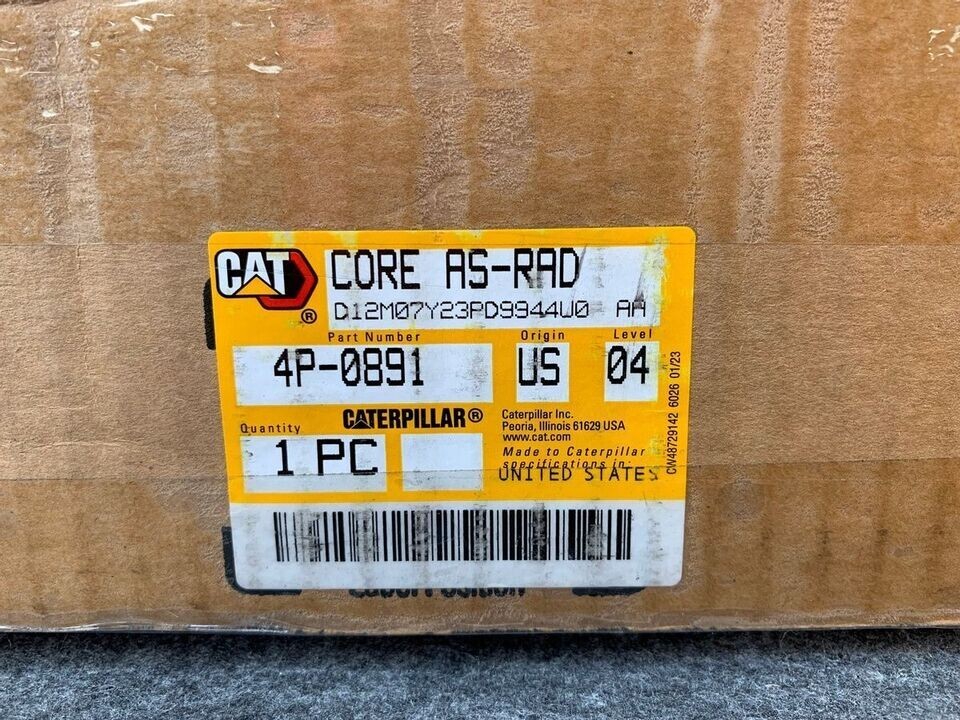 CAT
®
CORE AS-RAD
D12M07Y23PD9944U0 AA
Part Number Origin Level
4P-0891 US 04
CATERPILLAR®
Quantity
1 PC
Caterpillar Inc.
Peoria, Illinois 61629 USA
www.cat.com
Made to Caterpillar
specifications in:
UNITED STATES
CW48729142 6026 01/23
Label Position